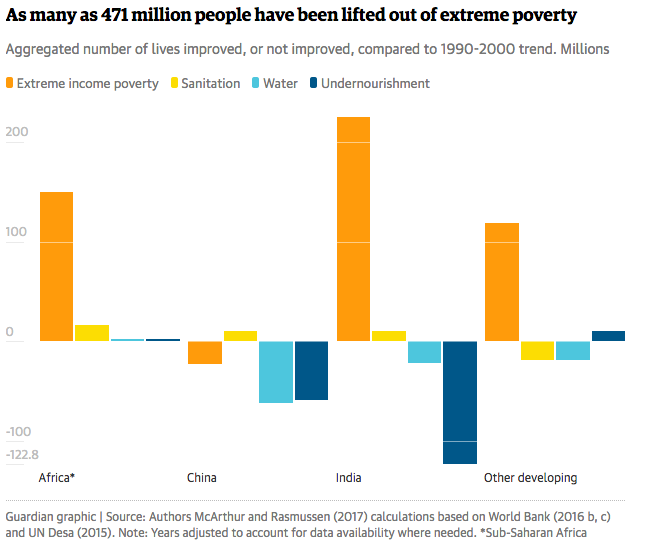 As many as 471 million people have been lifted out of extreme poverty
Aggregated number of lives improved, or not improved, compared to 1990-2000 trend. Millions
Extreme income poverty Sanitation Water Undernourishment
200
100
0
-100
-122.8
Africa* China India Other developing
Guardian graphic | Source: Authors McArthur and Rasmussen (2017) calculations based on World Bank (2016 b, c)
and UN Desa (2015). Note: Years adjusted to account for data availability where needed. *Sub-Saharan Africa